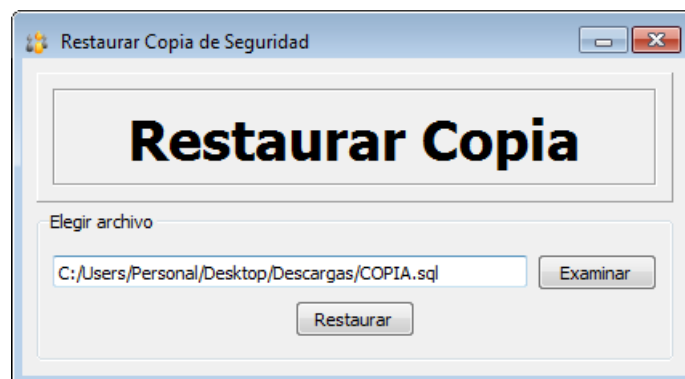 Restaurar Copia de Seguridad
Restaurar Copia
Elegir archivo
C:/Users/Personal/Desktop/Descargas/COPIA.sql
Examinar
Restaurar